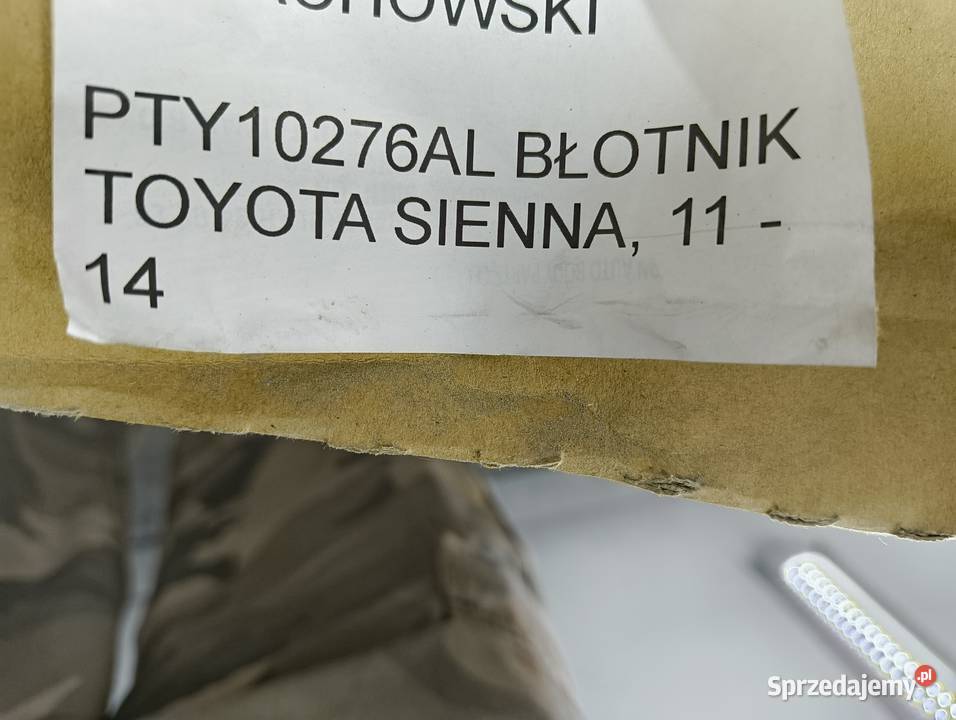 PTY10276AL BŁOTNIK
TOYOTA SIENNA, 11 -
14
Sprzedajemy.pl